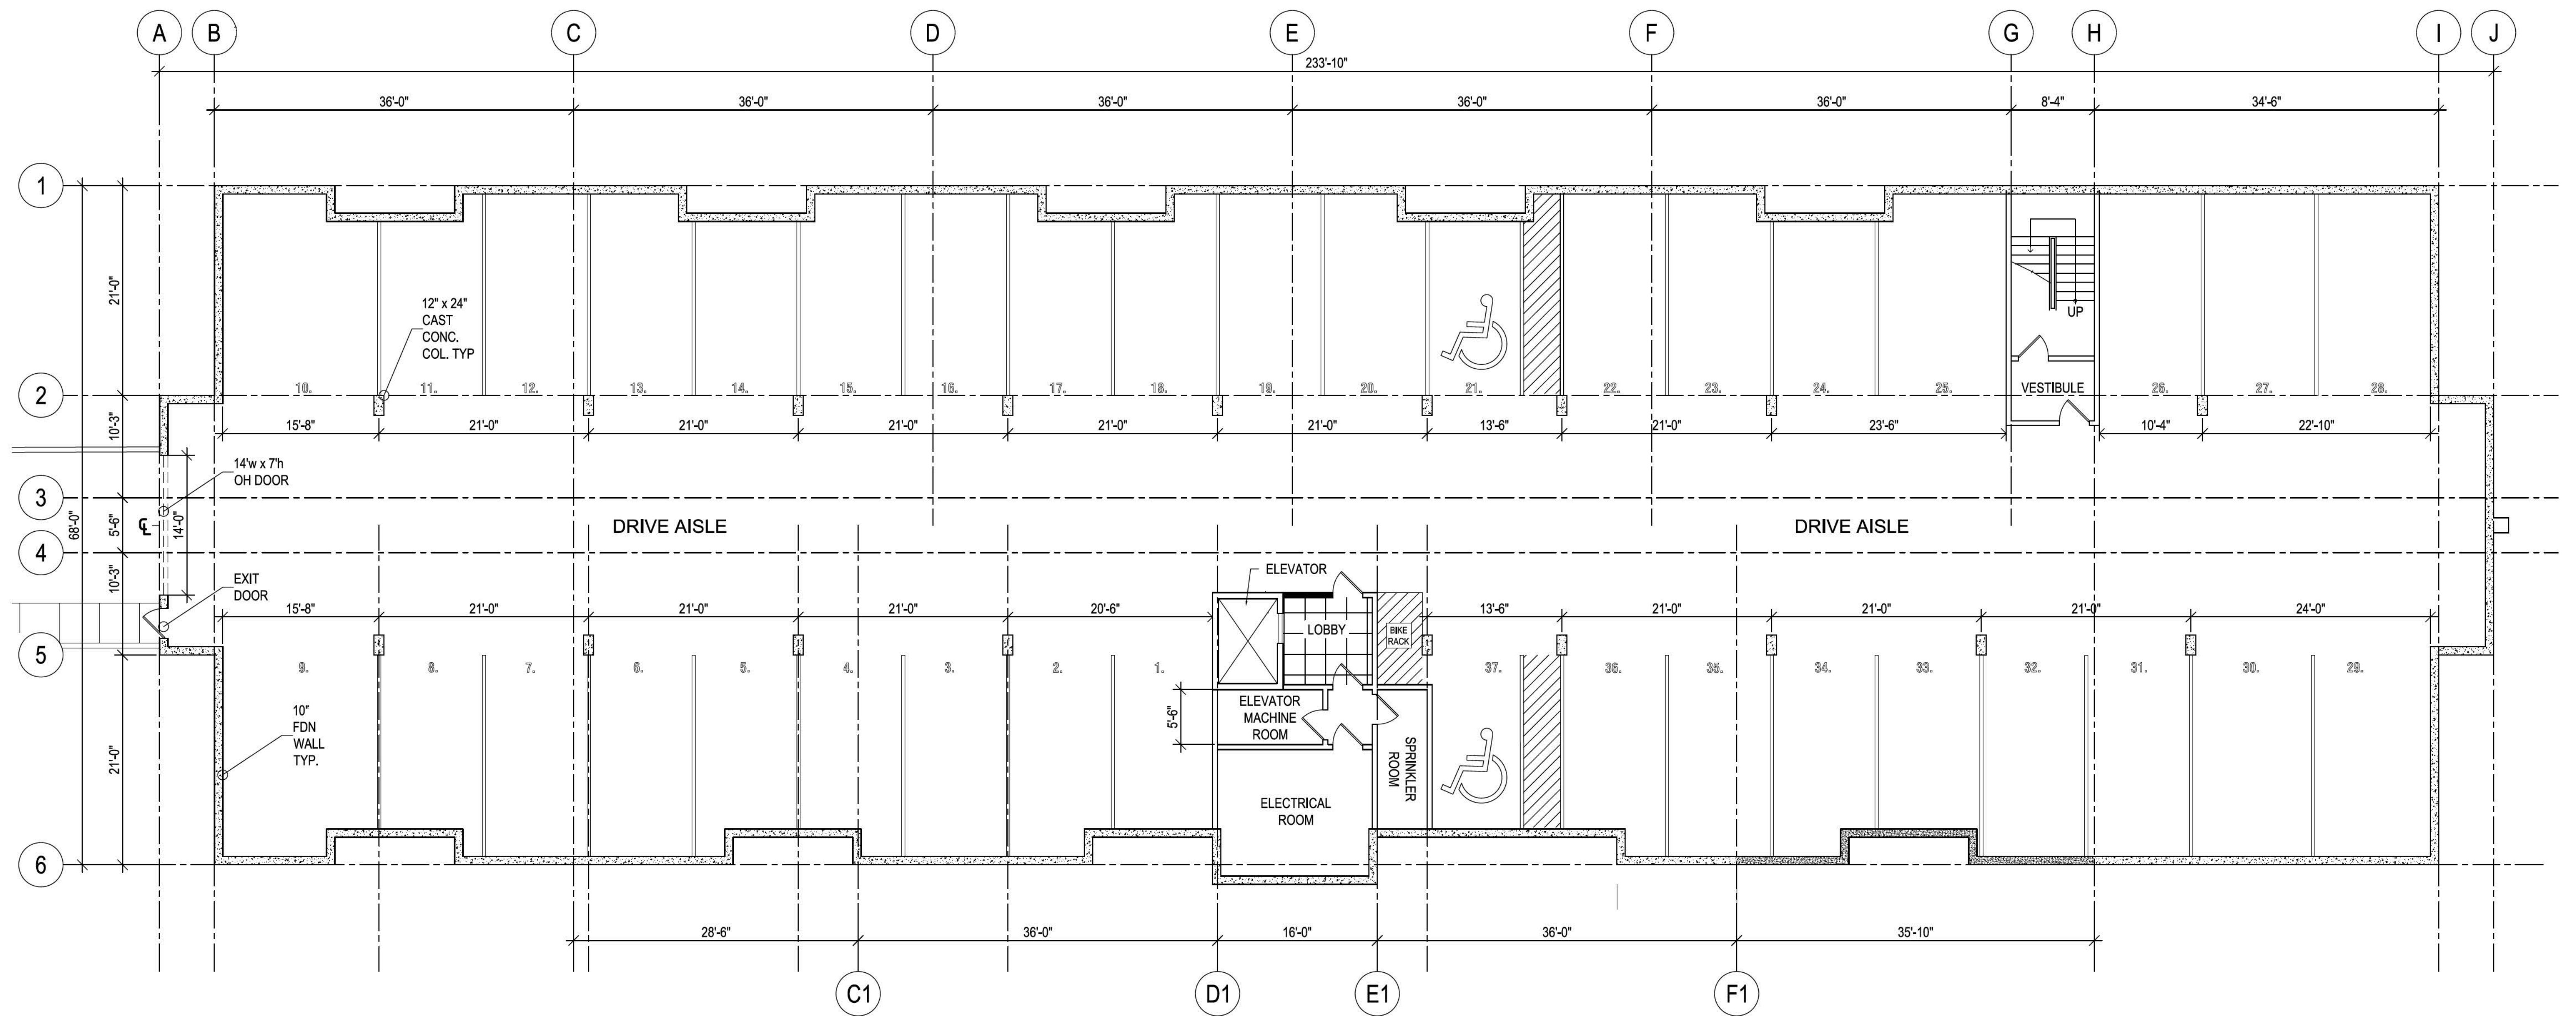 A B C D E F G H I J
233'-10"
36'-0" 36'-0" 36'-0" 36'-0" 36'-0" 8'-4" 34'-6"
1
21'-0"
12" x 24"
CAST
CONC.
COL. TYP
UP
10. 11. 12. 13. 14. 15. 16. 17. 18. 19. 20. 21. 22. 23. 24. 25. VESTIBULE 26. 27. 28.
2
15'-8" 21'-0" 21'-0" 21'-0" 21'-0" 21'-0" 13'-6" 21'-0" 23'-6" 10'-4" 22'-10"
10'-3"
14'w x 7'h
OH DOOR
3
68'-0"
5'-6"
CL
14'-0"
DRIVE AISLE DRIVE AISLE
4
10'-3"
EXIT
DOOR
ELEVATOR
15'-8" 21'-0" 21'-0" 21'-0" 20'-6" 13'-6" 21'-0" 21'-0" 21'-0" 24'-0"
LOBBY
BIKE
RACK
5
9. 8. 7. 6. 5. 4. 3. 2. 1. 37. 36. 35. 34. 33. 32. 31. 30. 29.
21'-0"
10"
FDN
WALL
TYP.
5'-6"
ELEVATOR
MACHINE
ROOM
SPRINKLER
ROOM
ELECTRICAL
ROOM
6
28'-6" 36'-0" 16'-0" 36'-0" 35'-10"
C1 D1 E1 F1